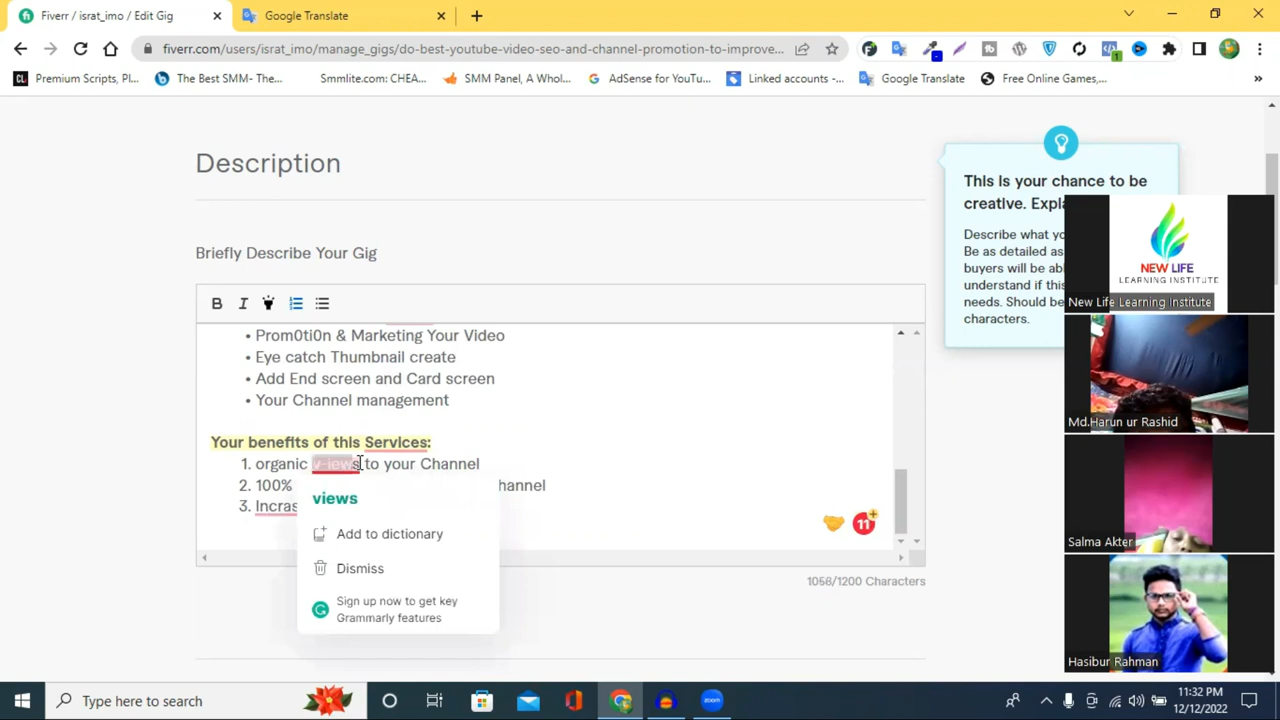 Fiverr / israt_imo / Edit Gig
Google Translate
fiverr.com/users/israt_imo/manage_gigs/do-best-youtube-video-seo-and-channel-promotion-to-improve...
1
CL Premium Scripts, Pl...
The Best SMM- The...
Smmlite.com: CHEA...
SMM Panel, A Whol...
AdSense for YouTu...
Linked accounts -...
Google Translate
Free Online Games,...
Description
Briefly Describe Your Gig
• Prom0ti0n & Marketing Your Video
• Eye catch Thumbnail create
• Add End screen and Card screen
• Your Channel management
Your benefits of this Services:
1. organic v-iews to your Channel
2. 100% hannel
3. Incras
views
Add to dictionary
Dismiss
Sign up now to get key
Grammarly features
11
1056/1200 Characters
This is your chance to be
creative. Expla
Describe what yo
Be as detailed as
buyers will be abl
understand if this
needs. Should be
characters.
NEW LIFE
LEARNING INSTITUTE
New Life Learning Institute
Md.Harun ur Rashid
Salma Akter
Hasibur Rahman
Type here to search
zoom
11:32 PM
12/12/2022